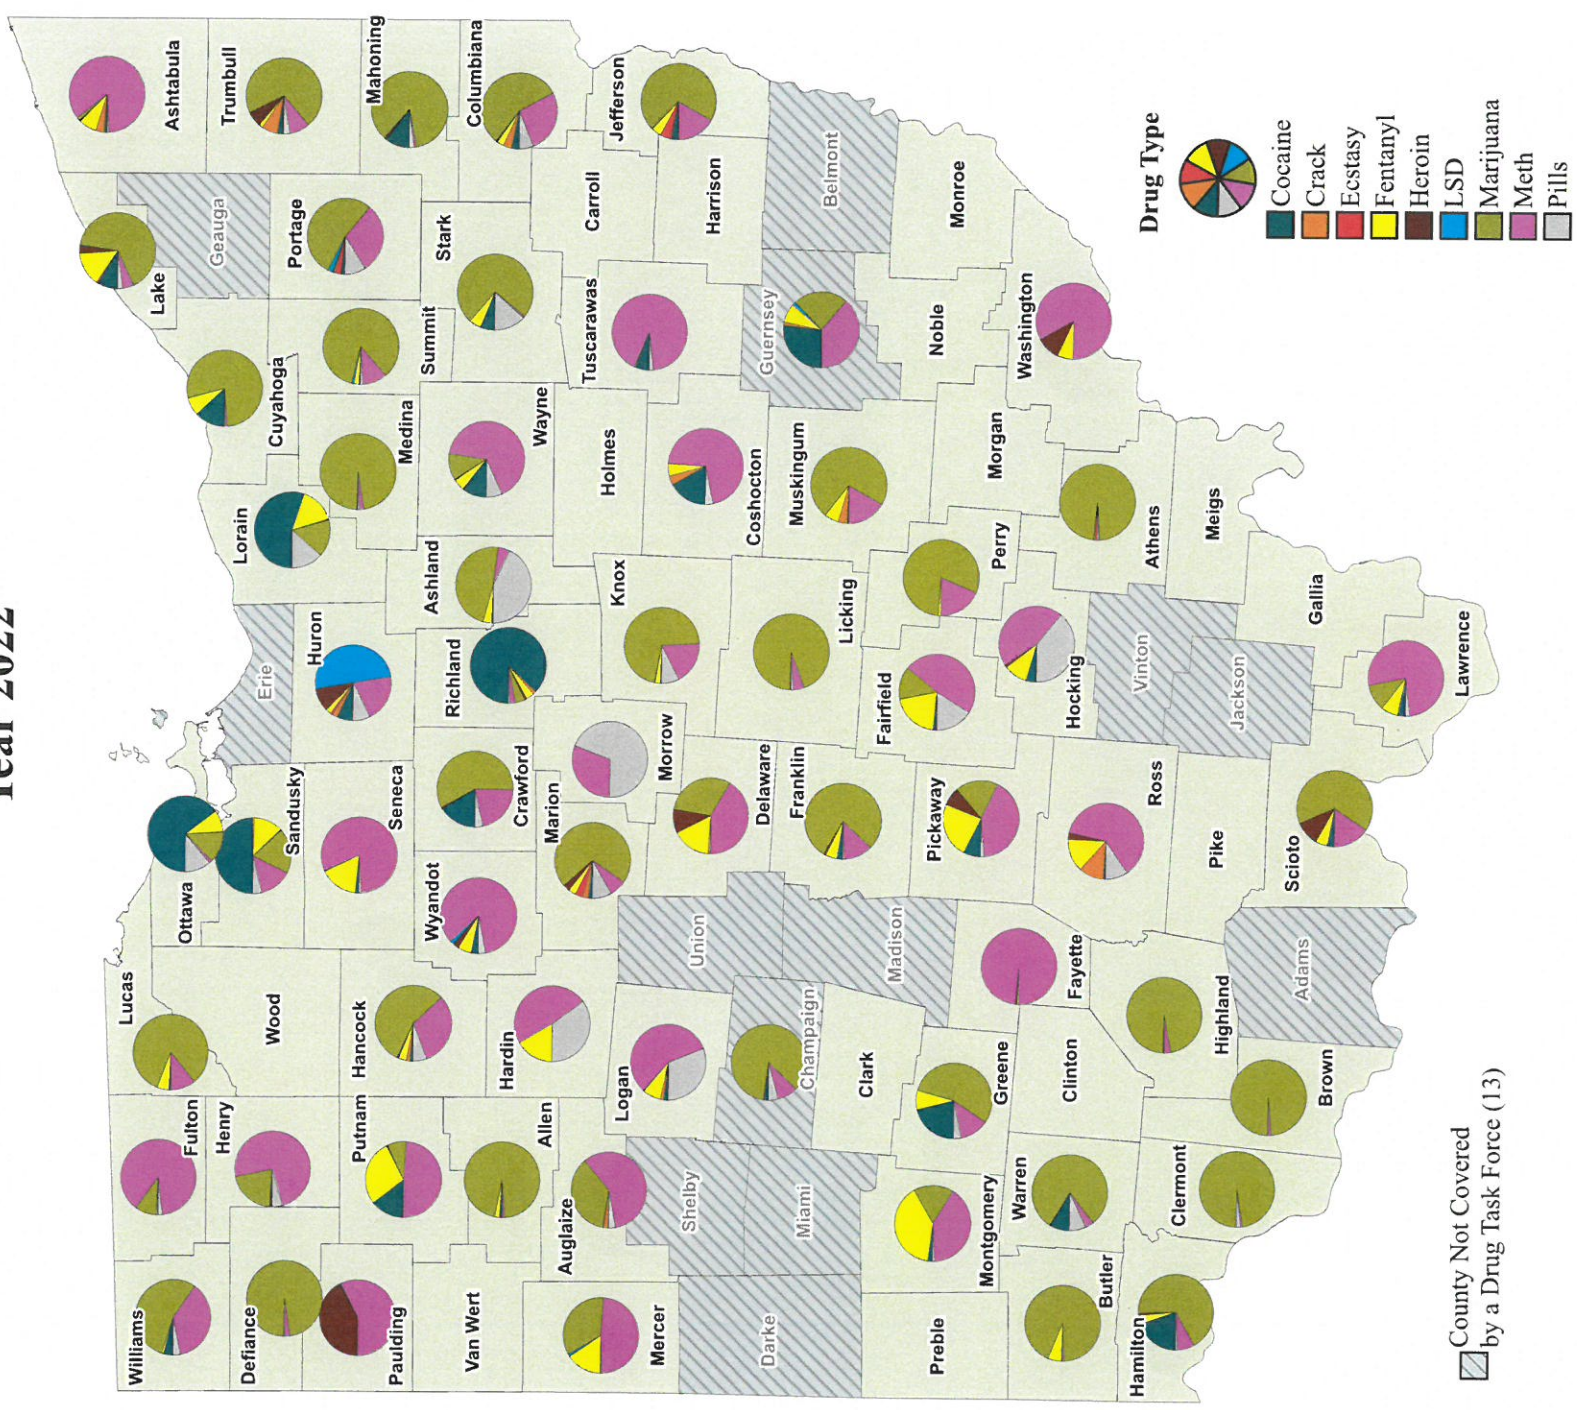 Year 2022
Williams
Fulton
Lucas
Ottawa
Lake
Ashtabula
Defiance
Henry
Wood
Sandusky
Erie
Lorain
Cuyahoga
Geauga
Trumbull
Paulding
Putnam
Hancock
Seneca
Huron
Medina
Summit
Portage
Mahoning
Van Wert
Allen
Hardin
Wyandot
Crawford
Richland
Ashland
Wayne
Stark
Columbiana
Mercer
Auglaize
Logan
Marion
Morrow
Knox
Holmes
Tuscarawas
Carroll
Jefferson
Darke
Shelby
Union
Delaware
Coshocton
Harrison
Miami
Champaign
Franklin
Licking
Muskingum
Guernsey
Belmont
Preble
Montgomery
Clark
Madison
Pickaway
Fairfield
Perry
Morgan
Noble
Monroe
Butler
Warren
Greene
Clinton
Fayette
Ross
Hocking
Athens
Washington
Hamilton
Clermont
Brown
Highland
Pike
Vinton
Meigs
Adams
Scioto
Jackson
Gallia
Lawrence
Drug Type
Cocaine
Crack
Ecstasy
Fentanyl
Heroin
LSD
Marijuana
Meth
Pills
County Not Covered
by a Drug Task Force (13)